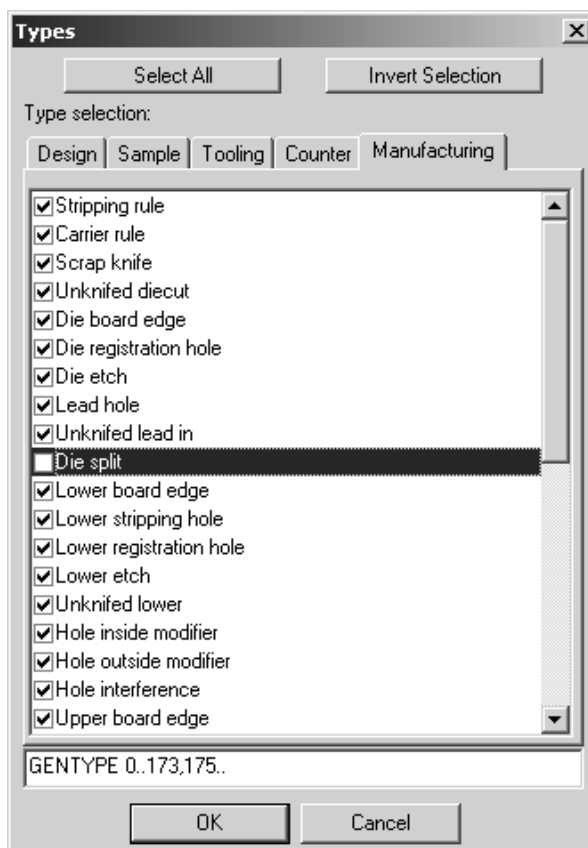 Types
Select All Invert Selection
Type selection:
Design Sample Tooling Counter Manufacturing
Stripping rule
Carrier rule
Scrap knife
Unknifed diecut
Die board edge
Die registration hole
Die etch
Lead hole
Unknifed lead in
Die split
Lower board edge
Lower stripping hole
Lower registration hole
Lower etch
Unknifed lower
Hole inside modifier
Hole outside modifier
Hole interference
Upper board edge
GENTYPE 0..173,175..
OK Cancel